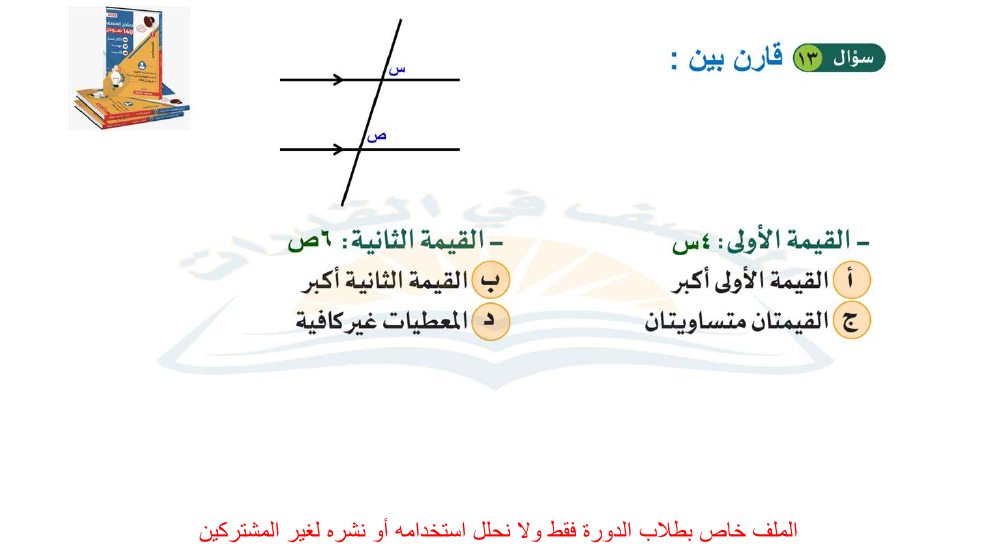 سؤال ١٣ قارن بين :
س
ص
– القيمة الأولى: ٤س
– القيمة الثانية: ٦ص
أ القيمة الأولى أكبر
ب القيمة الثانية أكبر
ج القيمتان متساويتان
د المعطيات غير كافية
الملف خاص بطلاب الدورة فقط ولا نحلل استخدامه أو نشره لغير المشتركين